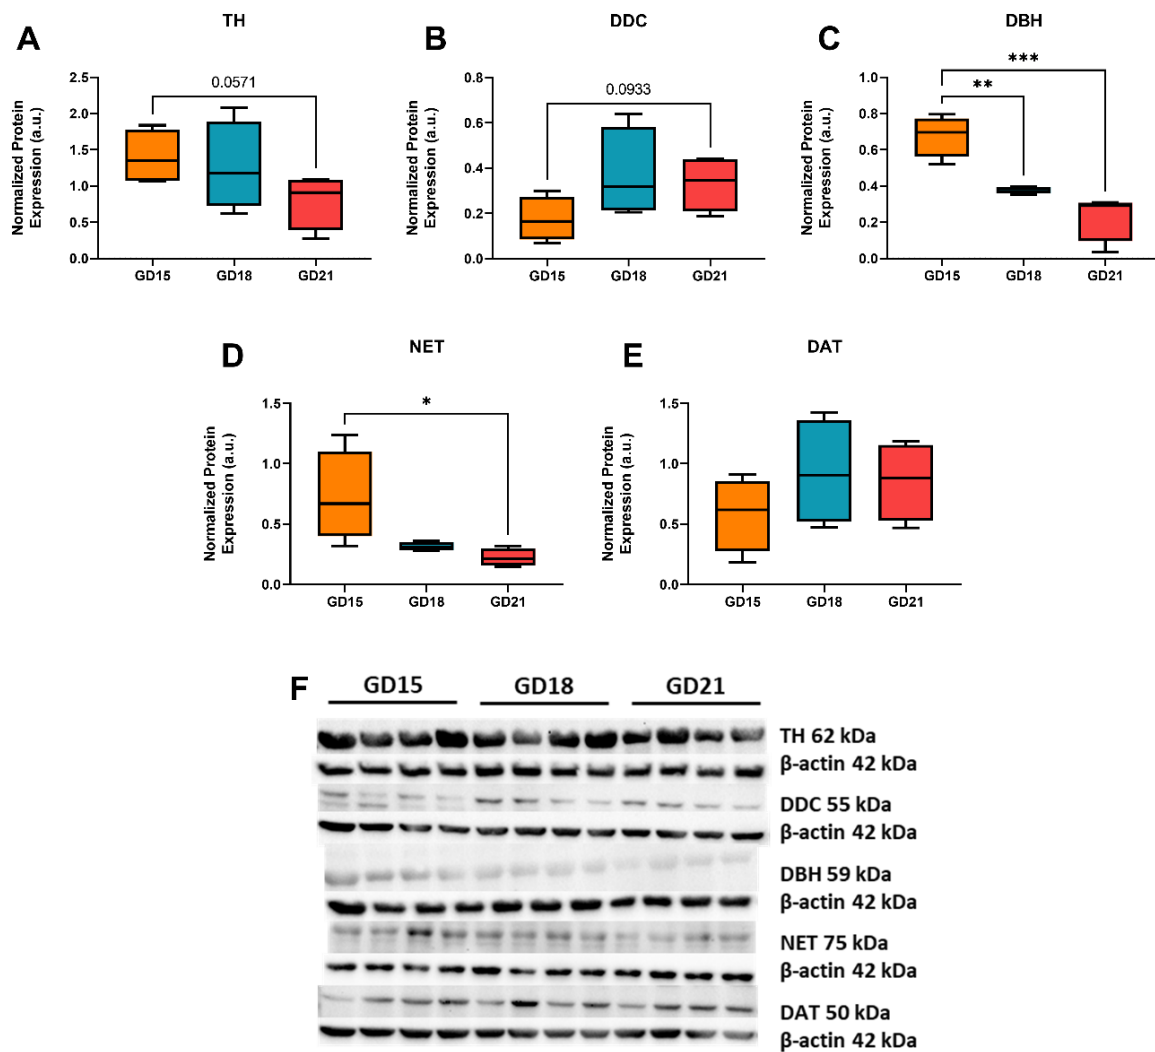 A
TH
Normalized Protein
Expression (a.u.)
2.5
2.0
1.5
1.0
0.5
0.0
0.0571
GD15
GD18
GD21
B
DDC
Normalized Protein
Expression (a.u.)
0.8
0.6
0.4
0.2
0.0
0.0933
GD15
GD18
GD21
C
DBH
Normalized Protein
Expression (a.u.)
1.0
0.8
0.6
0.4
0.2
0.0
***
**
GD15
GD18
GD21
D
NET
Normalized Protein
Expression (a.u.)
1.5
1.0
0.5
0.0
*
GD15
GD18
GD21
E
DAT
Normalized Protein
Expression (a.u.)
1.5
1.0
0.5
0.0
GD15
GD18
GD21
F
GD15
GD18
GD21
TH 62 kDa
β-actin 42 kDa
DDC 55 kDa
β-actin 42 kDa
DBH 59 kDa
β-actin 42 kDa
NET 75 kDa
β-actin 42 kDa
DAT 50 kDa
β-actin 42 kDa